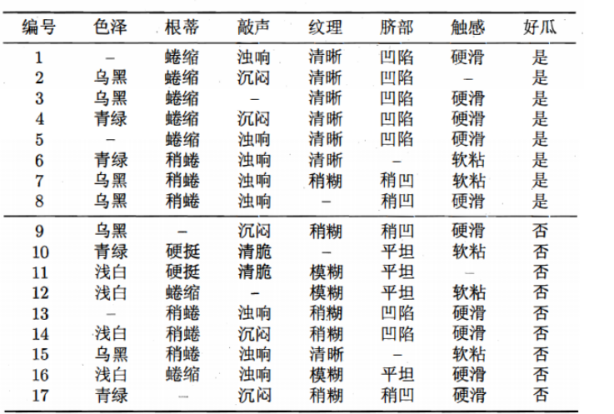 编号 色泽 根蒂 敲声 纹理 脐部 触感 好瓜
1 – 蜷缩 浊响 清晰 凹陷 硬滑 是
2 乌黑 蜷缩 沉闷 清晰 凹陷 – 是
3 乌黑 蜷缩 – 清晰 凹陷 硬滑 是
4 青绿 蜷缩 沉闷 清晰 凹陷 硬滑 是
5 – 蜷缩 浊响 清晰 凹陷 硬滑 是
6 青绿 稍蜷 浊响 清晰 – 软粘 是
7 乌黑 稍蜷 浊响 稍糊 稍凹 软粘 是
8 乌黑 稍蜷 浊响 – 稍凹 硬滑 是
9 乌黑 – 沉闷 稍糊 稍凹 硬滑 否
10 青绿 硬挺 清脆 – 平坦 软粘 否
11 浅白 硬挺 清脆 模糊 平坦 – 否
12 浅白 蜷缩 – 模糊 平坦 软粘 否
13 – 稍蜷 浊响 稍糊 凹陷 硬滑 否
14 浅白 稍蜷 沉闷 稍糊 凹陷 硬滑 否
15 乌黑 稍蜷 浊响 清晰 – 软粘 否
16 浅白 蜷缩 浊响 模糊 平坦 硬滑 否
17 青绿 – 沉闷 稍糊 稍凹 硬滑 否